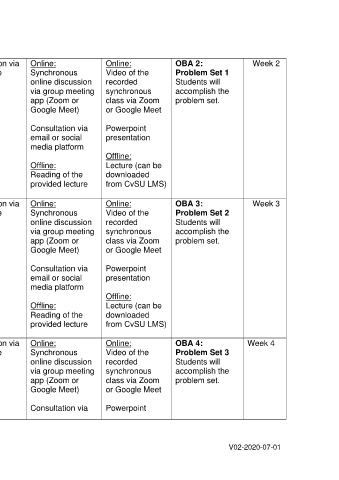 on via
e
Online:
Synchronous
online discussion
via group meeting
app (Zoom or
Google Meet)
Consultation via
email or social
media platform
Offline:
Reading of the
provided lecture
Online:
Video of the
recorded
synchronous
class via Zoom
or Google Meet
Powerpoint
presentation
Offline:
Lecture (can be
downloaded
from CvSU LMS)
OBA 2:
Problem Set 1
Students will
accomplish the
problem set.
Week 2
on via
e
Online:
Synchronous
online discussion
via group meeting
app (Zoom or
Google Meet)
Consultation via
email or social
media platform
Offline:
Reading of the
provided lecture
Online:
Video of the
recorded
synchronous
class via Zoom
or Google Meet
Powerpoint
presentation
Offline:
Lecture (can be
downloaded
from CvSU LMS)
OBA 3:
Problem Set 2
Students will
accomplish the
problem set.
Week 3
on via
e
Online:
Synchronous
online discussion
via group meeting
app (Zoom or
Google Meet)
Consultation via
Online:
Video of the
recorded
synchronous
class via Zoom
or Google Meet
Powerpoint
OBA 4:
Problem Set 3
Students will
accomplish the
problem set.
Week 4
V02-2020-07-01